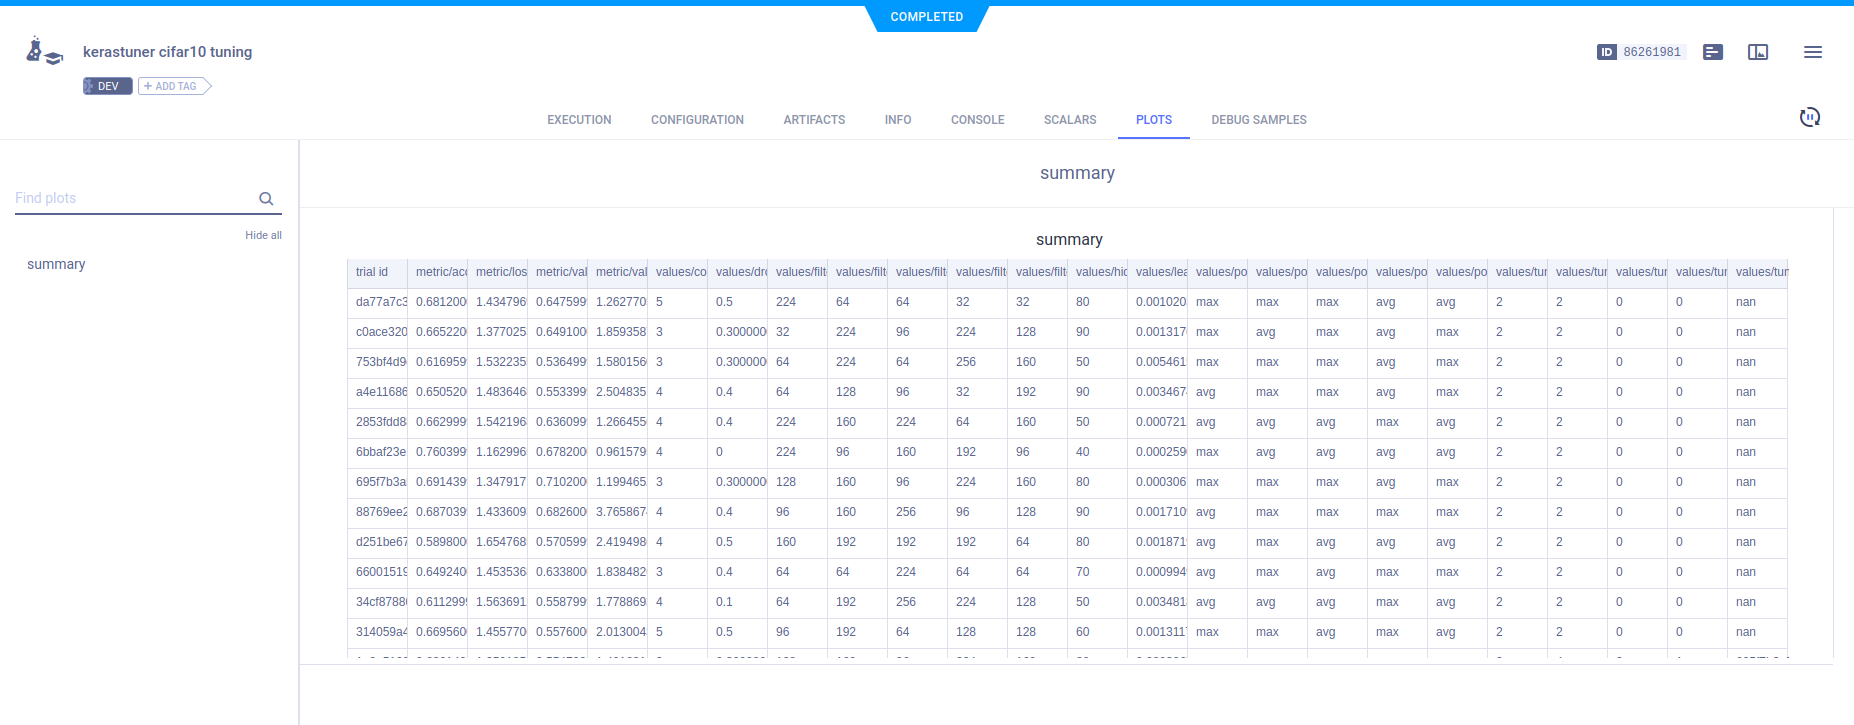 COMPLETED
kerastuner cifar10 tuning
ID 86261981
DEV + ADD TAG
EXECUTION CONFIGURATION ARTIFACTS INFO CONSOLE SCALARS PLOTS DEBUG SAMPLES
summary
Find plots
Hide all
summary
summary
trial id metric/acc metric/los metric/val metric/val values/co values/dro values/filt values/filt values/filt values/filt values/filt values/hid values/lea values/po values/po values/po values/po values/po values/tun values/tun values/tun values/tun values/tun
da77a7c3 0.681200 1.434796 0.647599 1.262770 5 0.5 224 64 64 32 32 80 0.001020 max max max avg avg 2 2 0 0 nan
c0ace320 0.665220 1.377025 0.649100 1.859358 3 0.300000 32 224 96 224 128 90 0.001317 max avg max avg max 2 2 0 0 nan
753bf4d9 0.616959 1.532235 0.536499 1.580156 3 0.300000 64 224 64 256 160 50 0.005461 max max max avg max 2 2 0 0 nan
a4e11686 0.650520 1.483646 0.553399 2.504835 4 0.4 64 128 96 32 192 90 0.003467 avg max max avg max 2 2 0 0 nan
2853fdd8 0.662999 1.542196 0.636099 1.266455 4 0.4 224 160 224 64 160 50 0.000721 avg avg avg max avg 2 2 0 0 nan
6bbaf23e 0.760399 1.162996 0.678200 0.961579 4 0 224 96 160 192 96 40 0.000259 max avg avg avg avg 2 2 0 0 nan
695f7b3a 0.691439 1.347917 0.710200 1.199465 3 0.300000 128 160 96 224 160 80 0.000306 max max max avg max 2 2 0 0 nan
88769ee2 0.687039 1.433609 0.682600 3.765867 4 0.4 96 160 256 96 128 90 0.001710 avg max max max max 2 2 0 0 nan
d251be67 0.589800 1.654768 0.570599 2.419498 4 0.5 160 192 192 192 64 80 0.001871 avg max avg avg avg 2 2 0 0 nan
66001519 0.649240 1.453536 0.633800 1.838482 3 0.4 64 64 224 64 64 70 0.000994 avg max avg max max 2 2 0 0 nan
34cf8788 0.611299 1.563691 0.558799 1.778869 4 0.1 64 192 256 224 128 50 0.003481 avg avg avg max avg 2 2 0 0 nan
314059a4 0.669560 1.455770 0.557600 2.013004 5 0.5 96 192 64 128 128 60 0.001311 max max avg max avg 2 2 0 0 nan